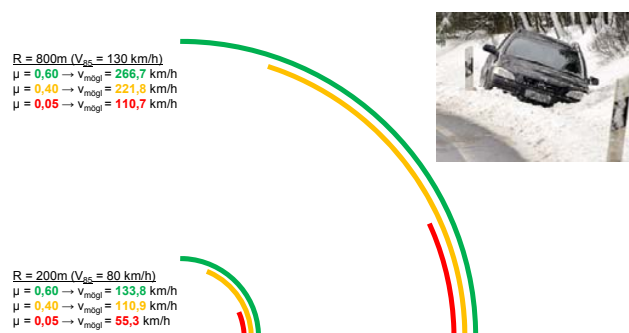 R = 800m (V85 = 130 km/h)
μ = 0,60 → vmögl = 266,7 km/h
μ = 0,40 → vmögl = 221,8 km/h
μ = 0,05 → vmögl = 110,7 km/h
R = 200m (V85 = 80 km/h)
μ = 0,60 → vmögl = 133,8 km/h
μ = 0,40 → vmögl = 110,9 km/h
μ = 0,05 → vmögl = 55,3 km/h